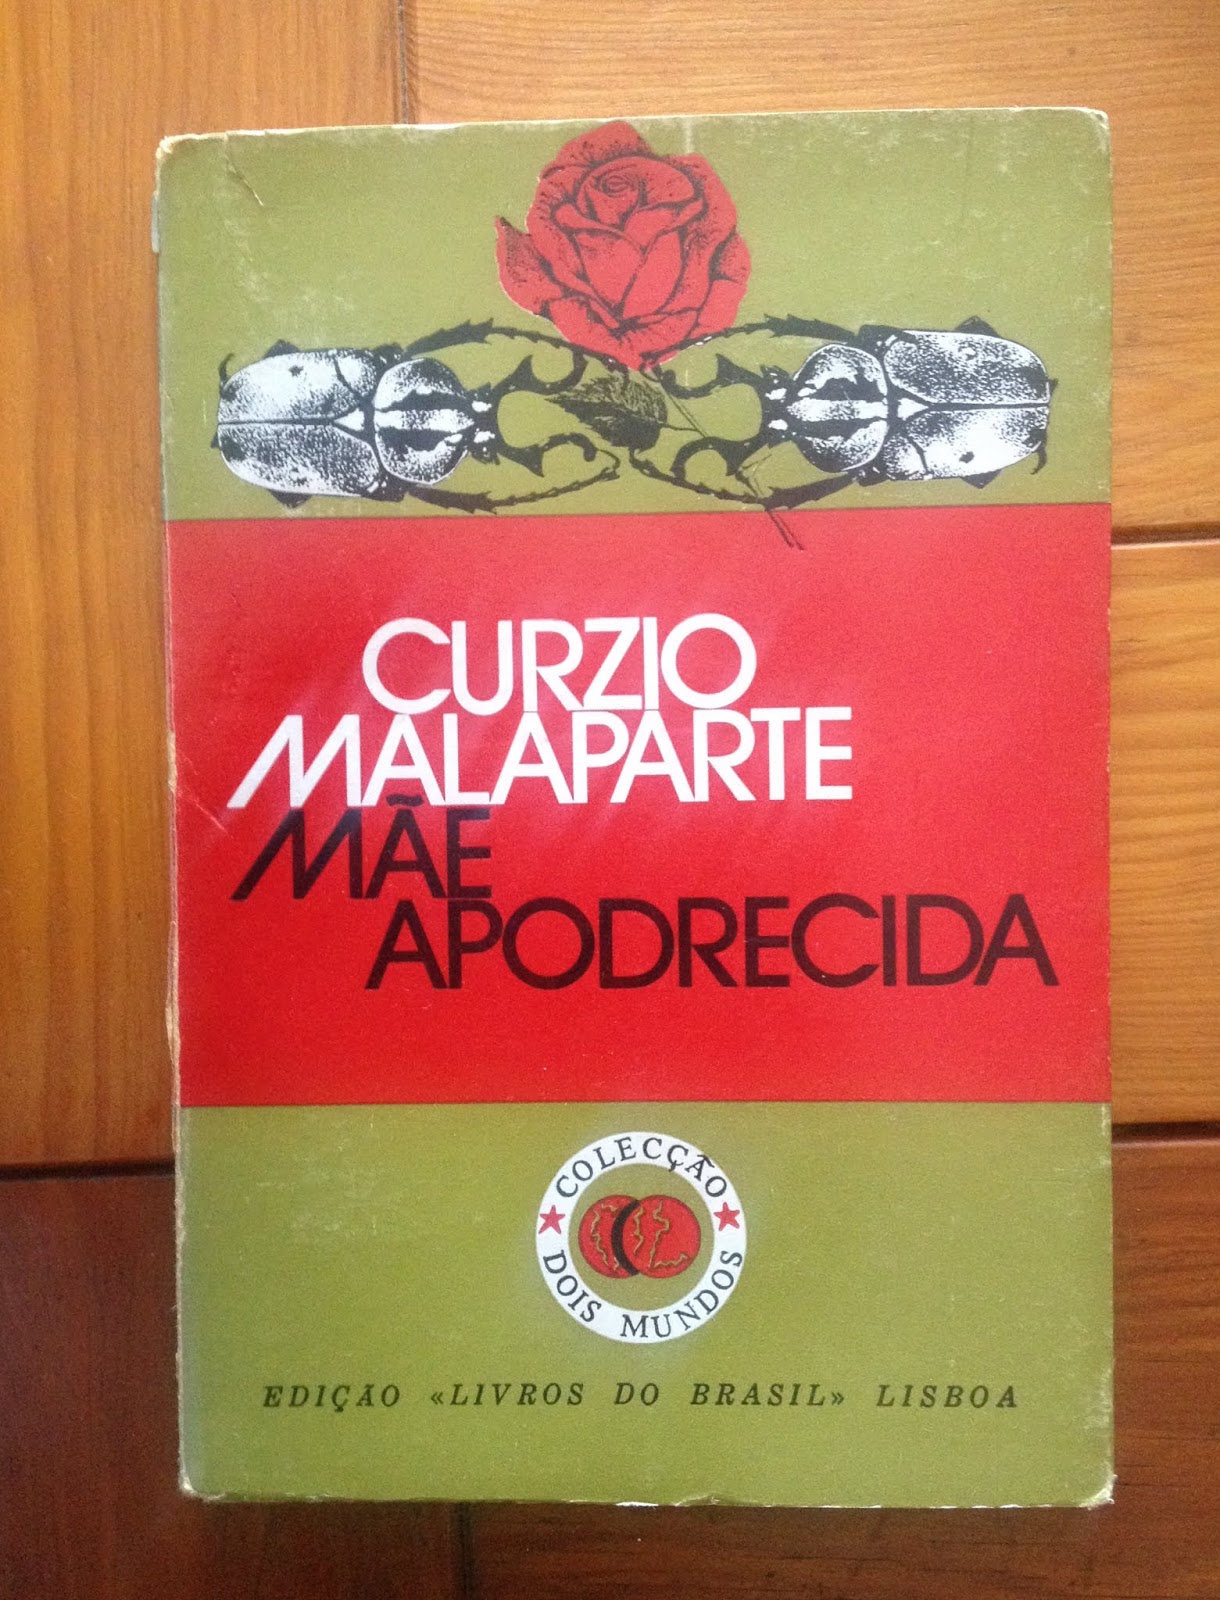 CURZIO
MALAPARTE
MÃE
APODRECIDA
COLECÇÃO
DOIS MUNDOS
EDIÇÃO «LIVROS DO BRASIL» LISBOA